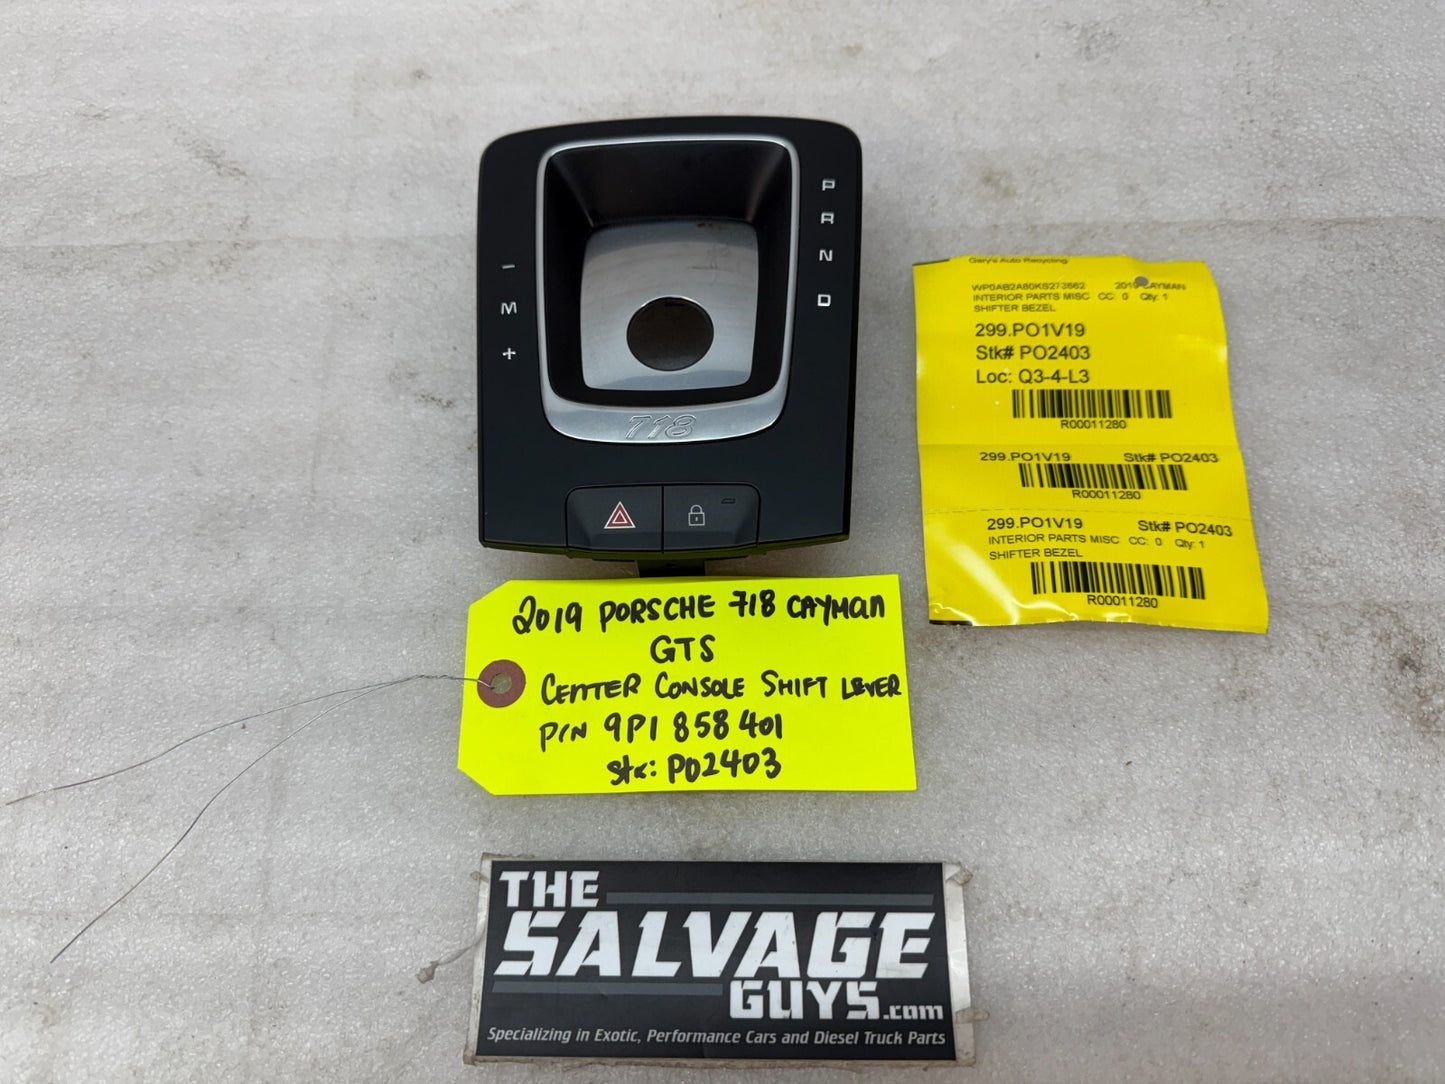 P
R
N
D
–
M
+
718
Gary's Auto Recycling
WP0AB2A80KS273662 2019 CAYMAN
INTERIOR PARTS MISC CC: 0 Qty: 1
SHIFTER BEZEL
299.PO1V19
Stk# PO2403
Loc: Q3-4-L3
R00011280
299.PO1V19 Stk# PO2403
R00011280
299.PO1V19 Stk# PO2403
INTERIOR PARTS MISC CC: 0 Qty: 1
SHIFTER BEZEL
R00011280
2019 PORSCHE 718 CAYMAN
GTS
CENTER CONSOLE SHIFT LEVER
P/N 9P1 858 401
Stk: PO2403
THE
SALVAGE
GUYS.com
Specializing in Exotic, Performance Cars and Diesel Truck Parts